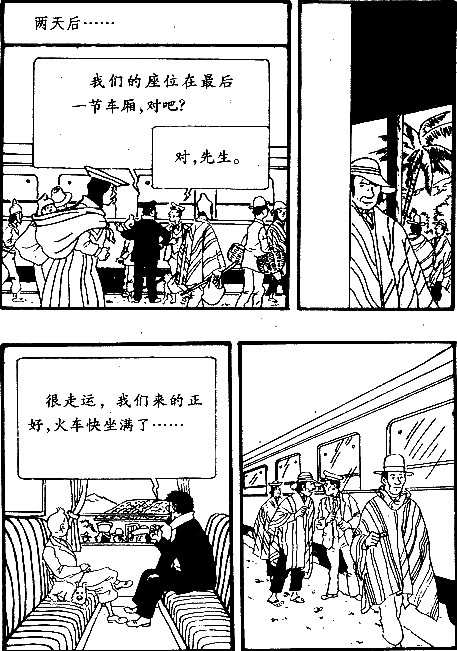 两天后……
我们的座位在最后
一节车厢,对吧?
对,先生。
很走运,我们来的正
好,火车快坐满了……